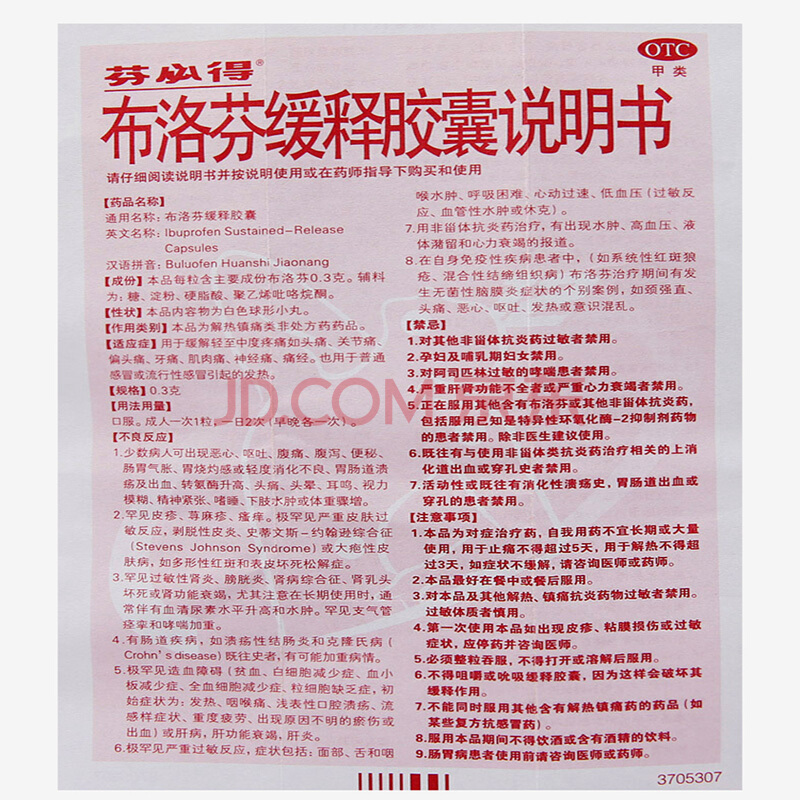 芬必得®
OTC
甲类
布洛芬缓释胶囊说明书
请仔细阅读说明书并按说明使用或在药师指导下购买和使用
【药品名称】
通用名称：布洛芬缓释胶囊
英文名称：Ibuprofen Sustained-Release
Capsules
汉语拼音：Buluofen Huanshi Jiaonang
【成份】本品每粒含主要成份布洛芬0.3克。辅料
为：糖、淀粉、硬脂酸、聚乙烯吡咯烷酮。
【性状】本品内容物为白色球形小丸。
【作用类别】本品为解热镇痛类非处方药药品。
【适应症】用于缓解轻至中度疼痛如头痛、关节痛、
偏头痛、牙痛、肌肉痛、神经痛、痛经。也用于普通
感冒或流行性感冒引起的发热。
【规格】0.3克
【用法用量】
口服。成人一次1粒，一日2次（早晚各一次）。
【不良反应】
1.少数病人可出现恶心、呕吐、腹痛、腹泻、便秘、
肠胃气胀、胃烧灼感或轻度消化不良、胃肠道溃
疡及出血、转氨酶升高、头痛、头晕、耳鸣、视力
模糊、精神紧张、嗜睡、下肢水肿或体重骤增。
2.罕见皮疹、荨麻疹、瘙痒。极罕见严重皮肤过
敏反应，剥脱性皮炎、史蒂文斯-约翰逊综合征
(Stevens Johnson Syndrome)或大疱性皮
肤病，如多形性红斑和表皮坏死松解症。
3.罕见过敏性肾炎、膀胱炎、肾病综合征、肾乳头
坏死或肾功能衰竭，尤其注意在长期使用时，通
常伴有血清尿素水平升高和水肿。罕见支气管
痉挛和哮喘加重。
4.有肠道疾病，如溃疡性结肠炎和克隆氏病(
Crohn's disease)既往史者，有可能加重病情。
5.极罕见造血障碍(贫血、白细胞减少症、血小
板减少症、全血细胞减少症、粒细胞缺乏症，初
始症状为：发热、咽喉痛、浅表性口腔溃疡、流
感样症状、重度疲劳、出现原因不明的瘀伤或
出血)或肝病，肝功能衰竭，肝炎。
6.极罕见严重过敏反应，症状包括：面部、舌和咽
喉水肿、呼吸困难、心动过速、低血压(过敏反
应、血管性水肿或休克)。
7.用非甾体抗炎药治疗，有出现水肿、高血压、液
体潴留和心力衰竭的报道。
8.在自身免疫性疾病患者中，(如系统性红斑狼
疮、混合性结缔组织病)布洛芬治疗期间有发
生无菌性脑膜炎症状的个别案例，如颈强直、
头痛、恶心、呕吐、发热或意识混乱。
【禁忌】
1.对其他非甾体抗炎药过敏者禁用。
2.孕妇及哺乳期妇女禁用。
3.对阿司匹林过敏的哮喘患者禁用。
4.严重肝肾功能不全者或严重心力衰竭者禁用。
5.正在服用其他含有布洛芬或其他非甾体抗炎药，
包括服用已知是特异性环氧化酶-2抑制剂药物
的患者禁用。除非医生建议使用。
6.既往有与使用非甾体类抗炎药治疗相关的上消
化道出血或穿孔史者禁用。
7.活动性或既往有消化性溃疡史，胃肠道出血或
穿孔的患者禁用。
【注意事项】
1.本品为对症治疗药，自我用药不宜长期或大量
使用，用于止痛不得超过5天，用于解热不得超
过3天，如症状不缓解，请咨询医师或药师。
2.本品最好在餐中或餐后服用。
3.对本品及其他解热、镇痛抗炎药物过敏者禁用。
过敏体质者慎用。
4.第一次使用本品如出现皮疹、粘膜损伤或过敏
症状，应停药并咨询医师。
5.必须整粒吞服，不得打开或溶解后服用。
6.不得咀嚼或吮吸缓释胶囊，因为这样会破坏其
缓释作用。
7.不能同时服用其他含有解热镇痛药的药品（如
某些复方抗感冒药）。
8.服用本品期间不得饮酒或含有酒精的饮料。
9.肠胃病患者使用前请咨询医师或药师。
3705307
JD.COM